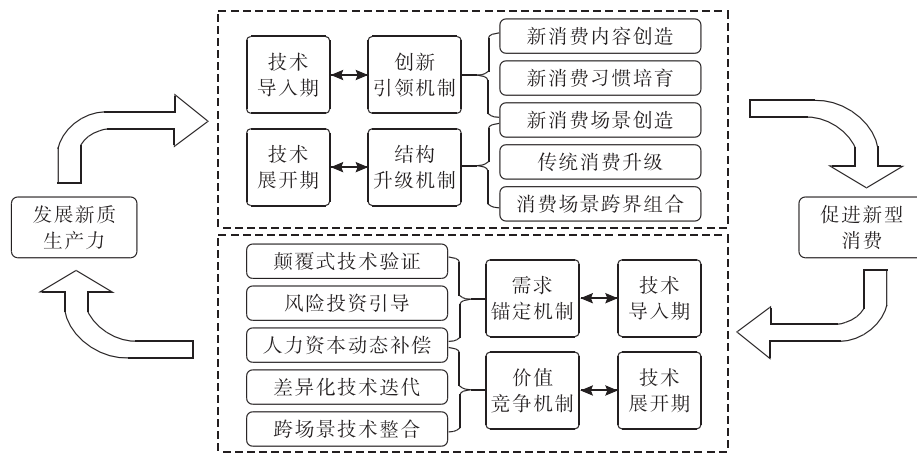 技术
导入期
创新
引领机制
新消费内容创造
新消费习惯培育
新消费场景创造
技术
展开期
结构
升级机制
传统消费升级
消费场景跨界组合
发展新质
生产力
促进新型
消费
颠覆式技术验证
风险投资引导
人力资本动态补偿
需求
锚定机制
技术
导入期
差异化技术迭代
跨场景技术整合
价值
竞争机制
技术
展开期